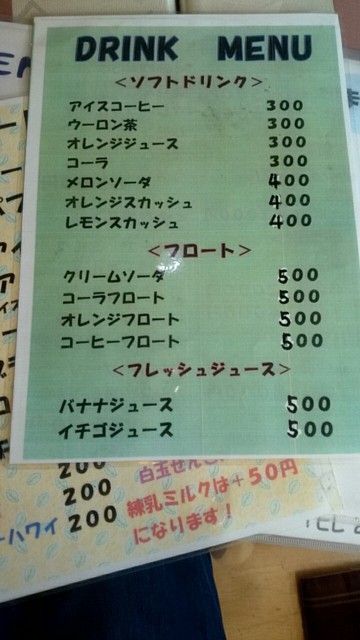 DRINK MENU
<ソフトドリンク>
アイスコーヒー 300
ウーロン茶 300
オレンジジュース 300
コーラ 300
メロンソーダ 400
オレンジスカッシュ 400
レモンスカッシュ 400
<フロート>
クリームソーダ 500
コーラフロート 500
オレンジフロート 500
コーヒーフロート 500
<フレッシュジュース>
バナナジュース 500
イチゴジュース 500
200
200
ハワイ 200
練乳ミルクは+50円
になります!